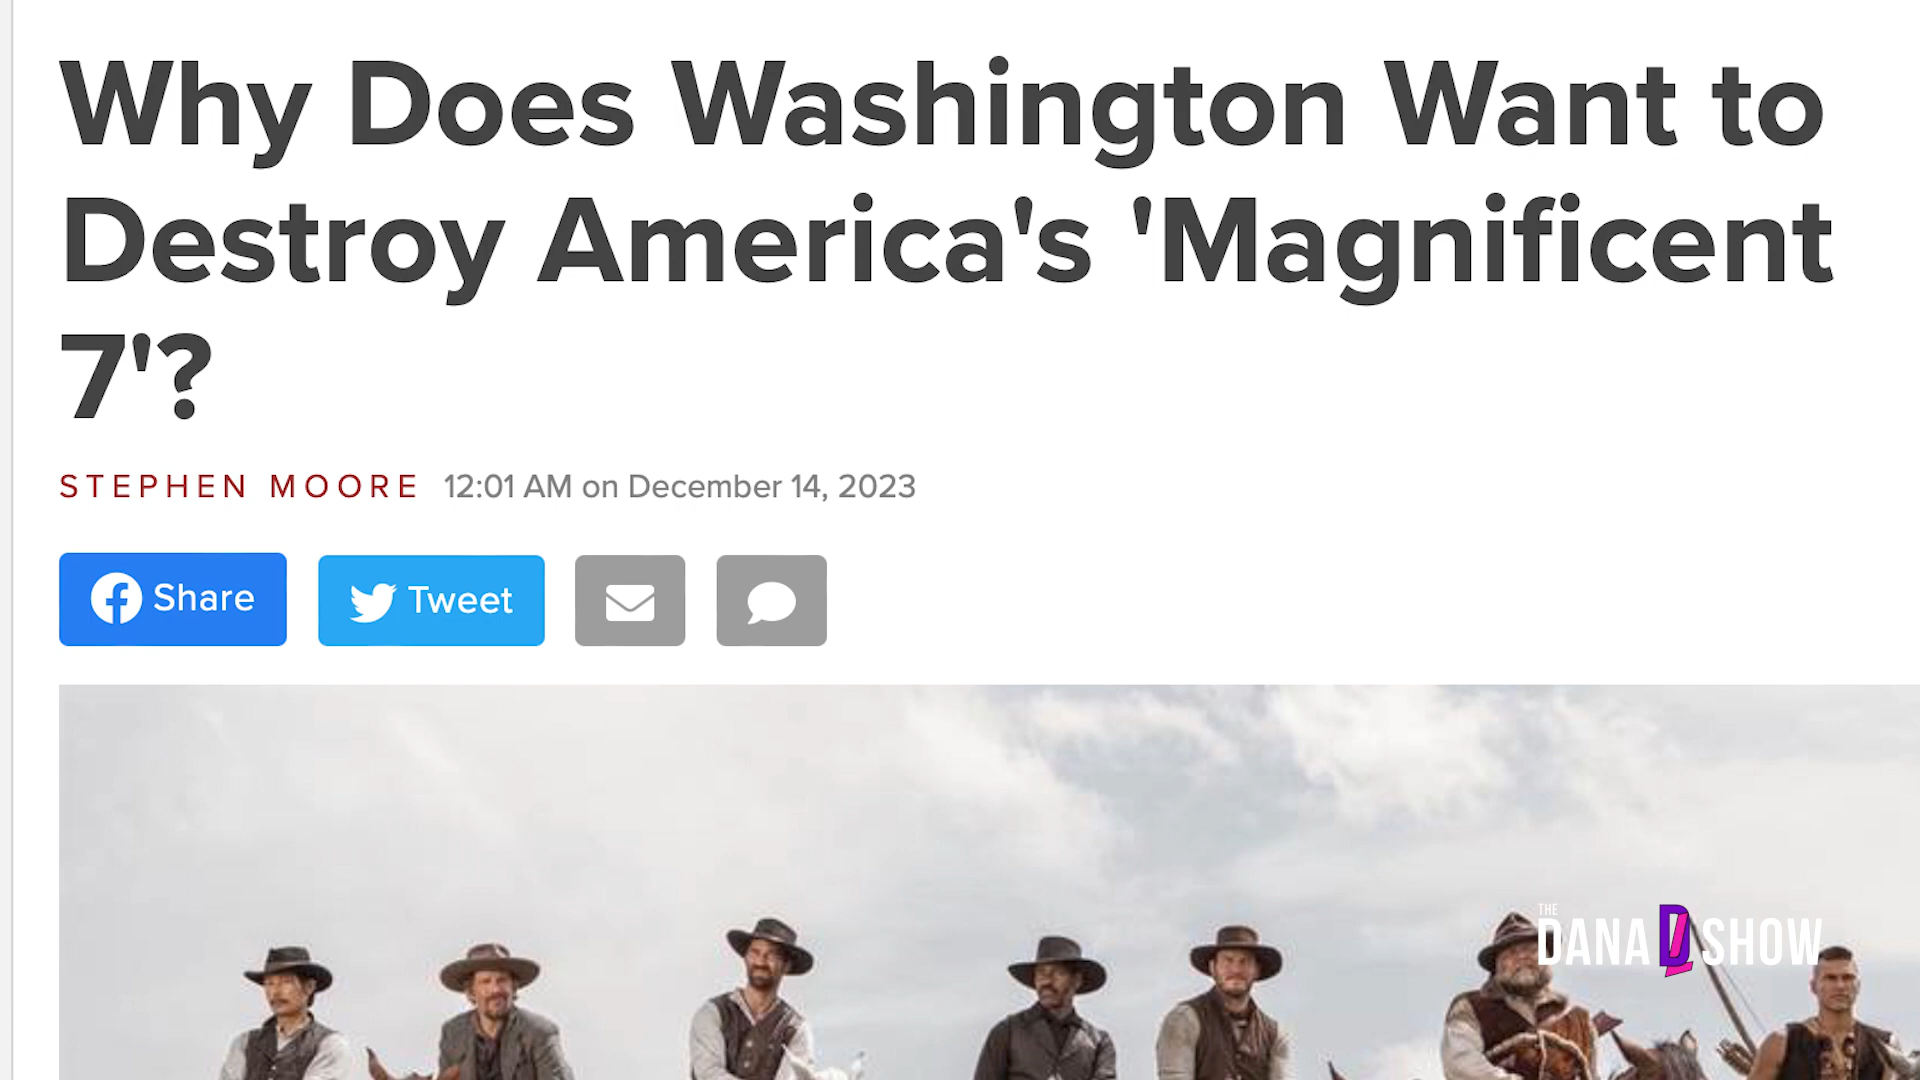 Why Does Washington Want to
Destroy America's 'Magnificent
7'?
STEPHEN MOORE 12:01 AM on December 14, 2023
Share Tweet
THE
DANA SHOW